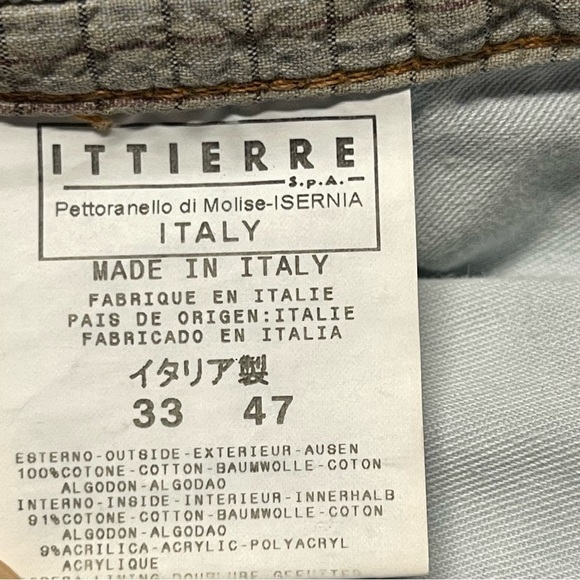 ITTIERRE
S.p.A.
Pettoranello di Molise-ISERNIA
ITALY
MADE IN ITALY
FABRIQUE EN ITALIE
PAIS DE ORIGEN:ITALIE
FABRICADO EN ITALIA
イタリア製
33 47
ESTERNO-OUTSIDE-EXTERIEUR-AUSEN
100%COTONE-COTTON-BAUMWOLLE-COTON
ALGODON-ALGODAO
INTERNO-INSIDE-INTERIEUR-INNERHALB
91%COTONE-COTTON-BAUMWOLLE-COTON
ALGODON-ALGODAO
9%ACRILICA-ACRYLIC-POLYACRYL
ACRYLIQUE